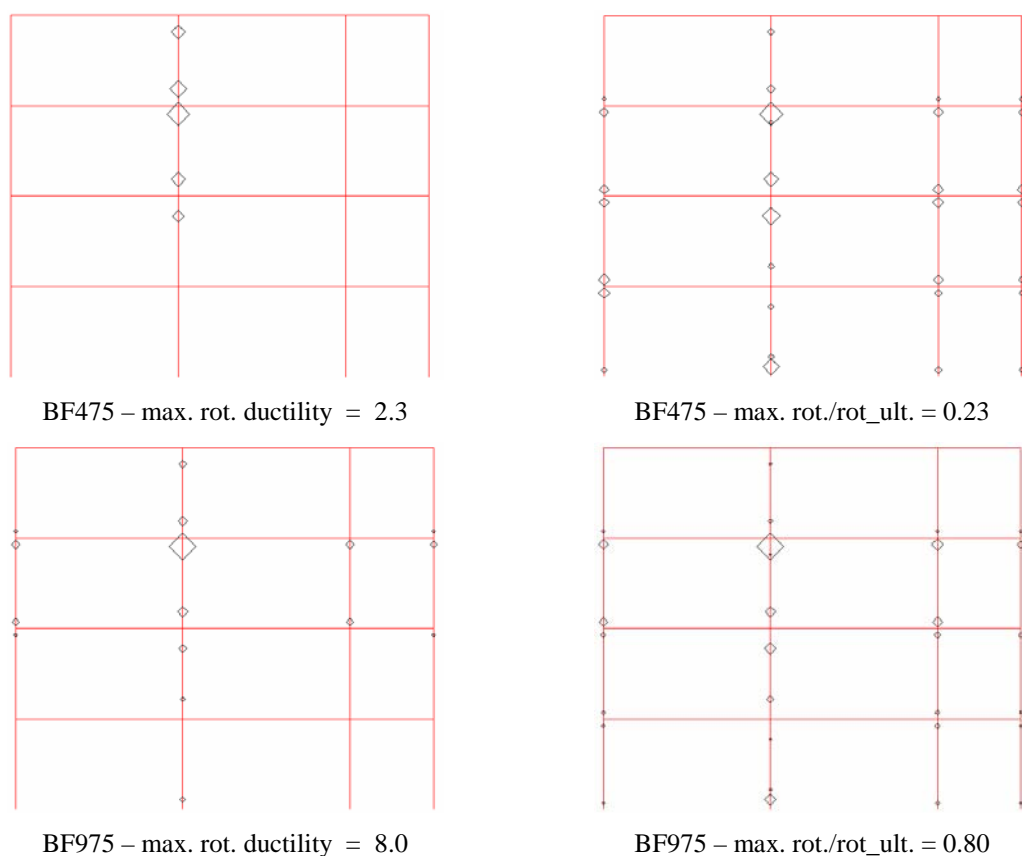 BF475 – max. rot. ductility = 2.3
BF475 – max. rot./rot_ult. = 0.23
BF975 – max. rot. ductility = 8.0
BF975 – max. rot./rot_ult. = 0.80